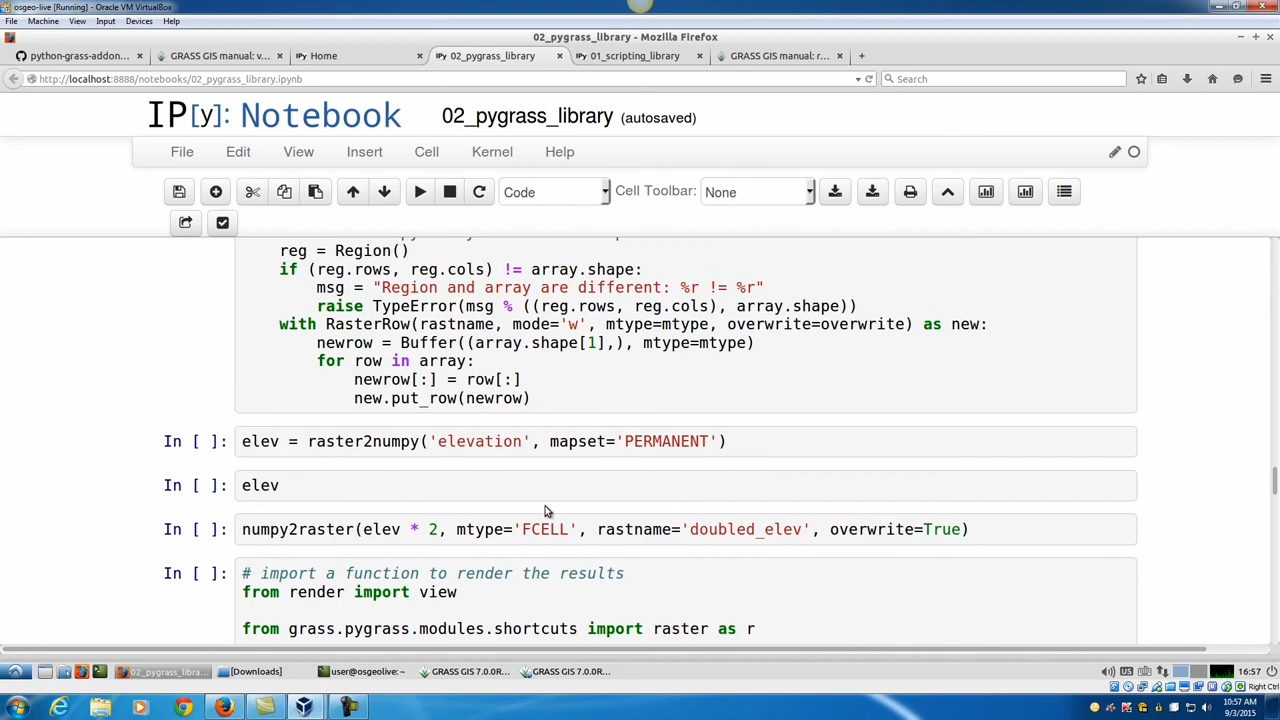 osgeo-live [Running] - Oracle VM VirtualBox
File Machine View Input Devices Help
02_pygrass_library - Mozilla Firefox
python-grass-addon... GRASS GIS manual: v... IPy Home IPy 02_pygrass_library IPy 01_scripting_library GRASS GIS manual: r...
http://localhost:8888/notebooks/02_pygrass_library.ipynb Search
IP[y]: Notebook 02_pygrass_library (autosaved)
File Edit View Insert Cell Kernel Help
Code Cell Toolbar: None
reg = Region()
if (reg.rows, reg.cols) != array.shape:
msg = "Region and array are different: %r != %r"
raise TypeError(msg % ((reg.rows, reg.cols), array.shape))
with RasterRow(rastname, mode='w', mtype=mtype, overwrite=overwrite) as new:
newrow = Buffer((array.shape[1],), mtype=mtype)
for row in array:
newrow[:] = row[:]
new.put_row(newrow)
In [ ]: elev = raster2numpy('elevation', mapset='PERMANENT')
In [ ]: elev
In [ ]: numpy2raster(elev * 2, mtype='FCELL', rastname='doubled_elev', overwrite=True)
In [ ]: # import a function to render the results
from render import view
from grass.pygrass.modules.shortcuts import raster as r
02_pygrass_libra... [Downloads] user@osgeolive: ~ GRASS GIS 7.0.0R... GRASS GIS 7.0.0R... US 16:57
Right Ctrl
10:57 AM
9/3/2015